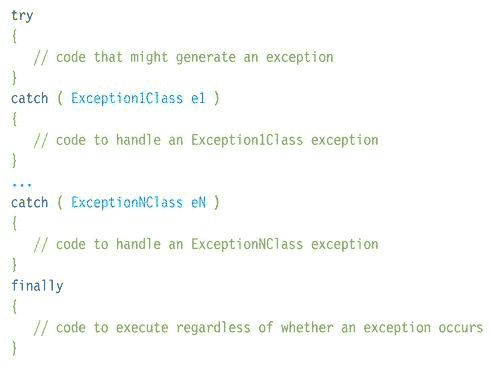 try
{
// code that might generate an exception
}
catch ( Exception1Class e1 )
{
// code to handle an Exception1Class exception
}
...
catch ( ExceptionNClass eN )
{
// code to handle an ExceptionNClass exception
}
finally
{
// code to execute regardless of whether an exception occurs
}